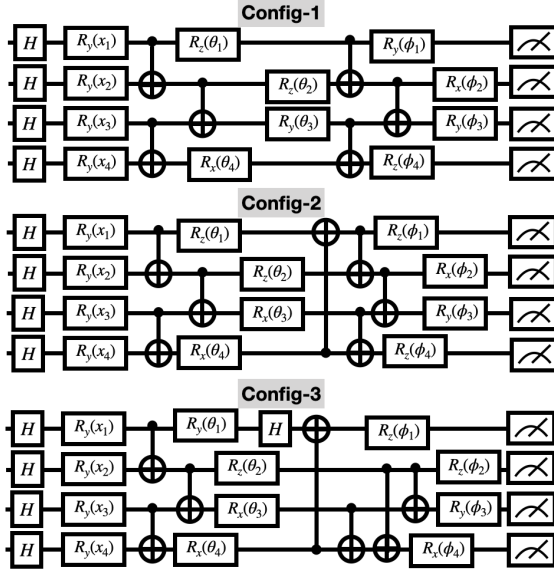 Config-1
H R_y(x_1) R_z(θ_1) R_y(ϕ_1)
H R_y(x_2) R_z(θ_2) R_x(ϕ_2)
H R_y(x_3) R_y(θ_3) R_y(ϕ_3)
H R_y(x_4) R_x(θ_4) R_z(ϕ_4)
Config-2
H R_y(x_1) R_z(θ_1) R_z(ϕ_1)
H R_y(x_2) R_z(θ_2) R_x(ϕ_2)
H R_y(x_3) R_x(θ_3) R_y(ϕ_3)
H R_y(x_4) R_x(θ_4) R_z(ϕ_4)
Config-3
H R_y(x_1) R_y(θ_1) H R_z(ϕ_1)
H R_y(x_2) R_z(θ_2) R_z(ϕ_2)
H R_y(x_3) R_x(θ_3) R_y(ϕ_3)
H R_y(x_4) R_x(θ_4) R_x(ϕ_4)